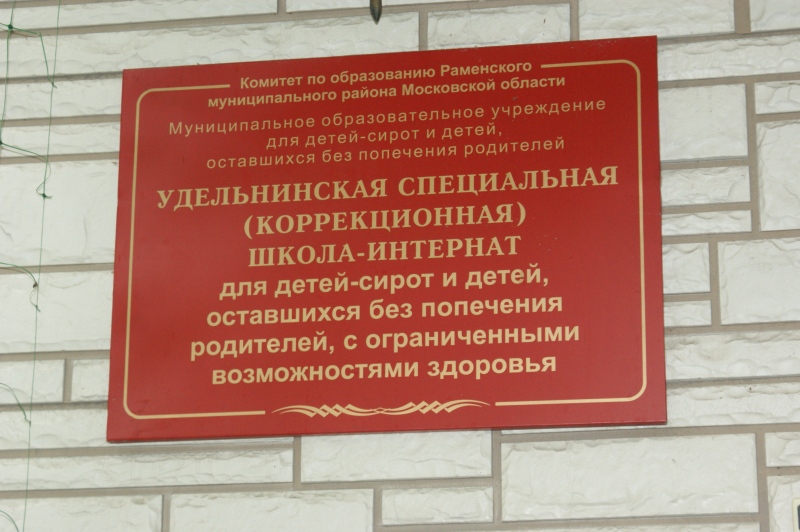 Комитет по образованию Раменского
муниципального района Московской области
Муниципальное образовательное учреждение
для детей-сирот и детей,
оставшихся без попечения родителей
УДЕЛЬНИНСКАЯ СПЕЦИАЛЬНАЯ
(КОРРЕКЦИОННАЯ)
ШКОЛА-ИНТЕРНАТ
для детей-сирот и детей,
оставшихся без попечения
родителей, с ограниченными
возможностями здоровья